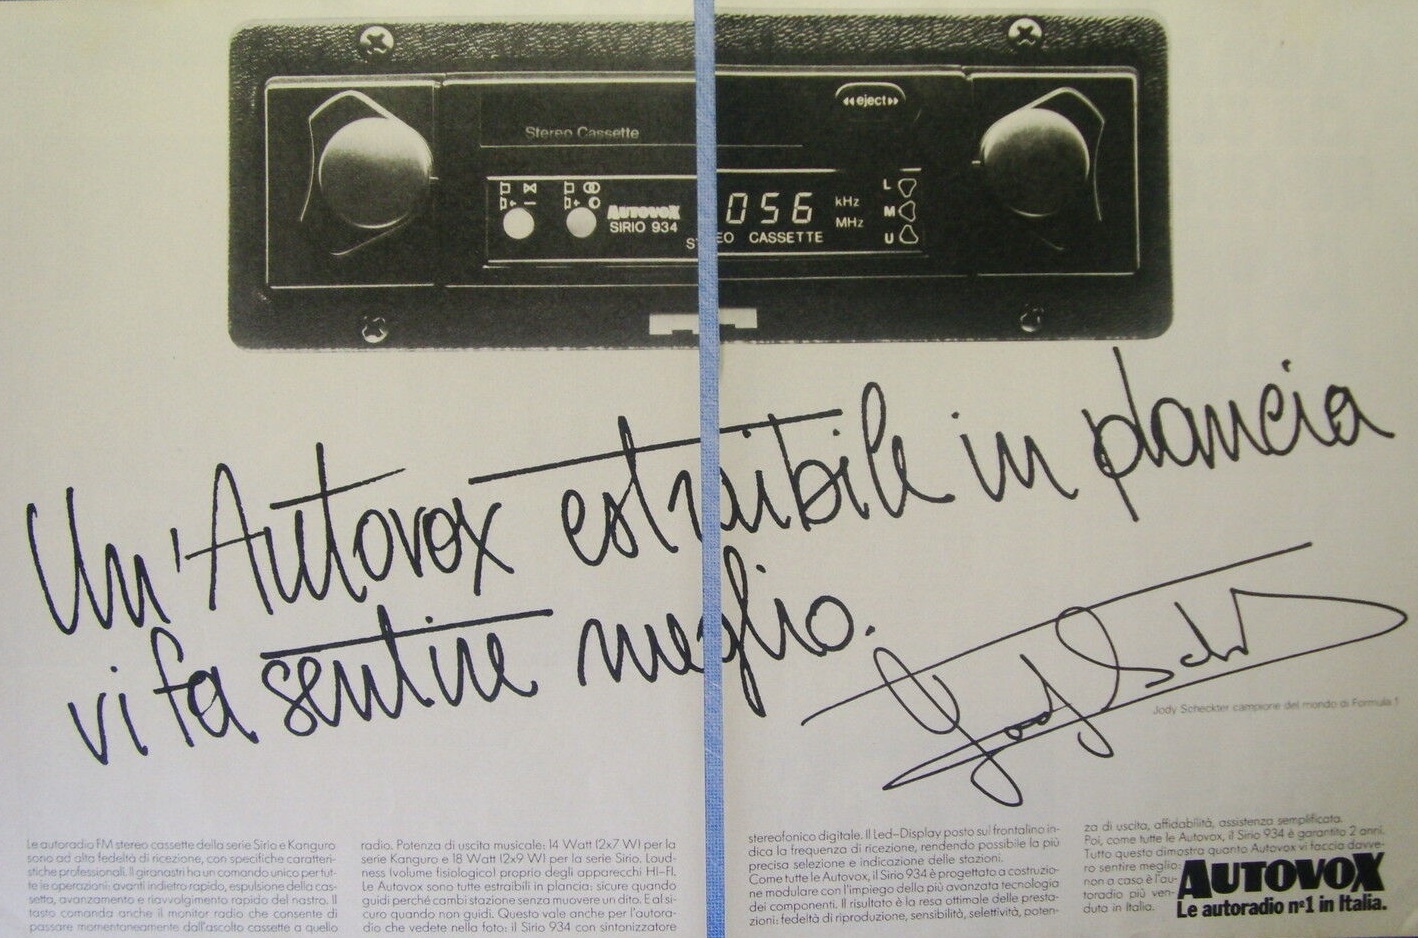 eject
Stereo Cassette
AUTOVOX
SIRIO 934
056
kHz
MHz
L
M
U
CASSETTE
Un'Autovox estraibile in plancia
vi fa sentire meglio.
Jody Scheckter
Jody Scheckter campione del mondo di Formula 1
Le autoradio FM stereo cassette della serie Sirio e Kanguro
sono ad alta fedeltà di ricezione, con specifiche caratteri-
stiche professionali. Il giranastri ha un comando unico per tut-
te le operazioni: avanti indietro rapido, espulsione della cas-
setta, avanzamento e riavvolgimento rapido del nastro. Il
tasto comanda anche il monitor radio che consente di
passare momentaneamente dall'ascolto cassette a quello
radio. Potenza di uscita musicale: 14 Watt (2x7 W) per la
serie Kanguro e 18 Watt (2x9 W) per la serie Sirio. Loud-
ness (volume fisiologico) proprio degli apparecchi HI-FI.
Le Autovox sono tutte estraibili in plancia: sicure quando
guidi perché cambi stazione senza muovere un dito. E al si-
curo quando non guidi. Questo vale anche per l'autora-
dio che vedete nella foto: il Sirio 934 con sintonizzatore
stereofonico digitale. Il Led-Display posto sul frontalino in-
dica la frequenza di ricezione, rendendo possibile la più
precisa selezione e indicazione delle stazioni.
Come tutte le Autovox, il Sirio 934 è progettato a costruzio-
ne modulare con l'impiego della più avanzata tecnologia
dei componenti. Il risultato è la resa ottimale delle presta-
zioni: fedeltà di riproduzione, sensibilità, selettività, poten-
za di uscita, affidabilità, assistenza semplificata.
Poi, come tutte le Autovox, il Sirio 934 è garantito 2 anni.
Tutto questo dimostra quanto Autovox vi faccia davve-
ro sentire meglio:
non a caso è l'au-
toradio più ven-
duta in Italia.
AUTOVOX
Le autoradio nº1 in Italia.